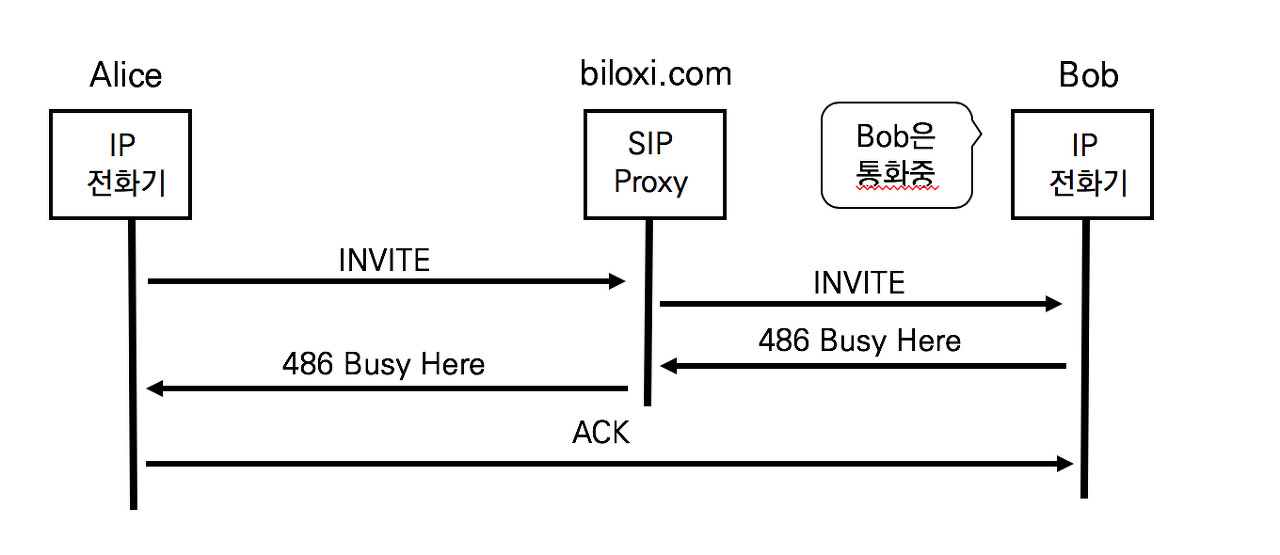 Alice
biloxi.com
Bob
IP
전화기
SIP
Proxy
Bob은
통화중
IP
전화기
INVITE
INVITE
486 Busy Here
486 Busy Here
ACK